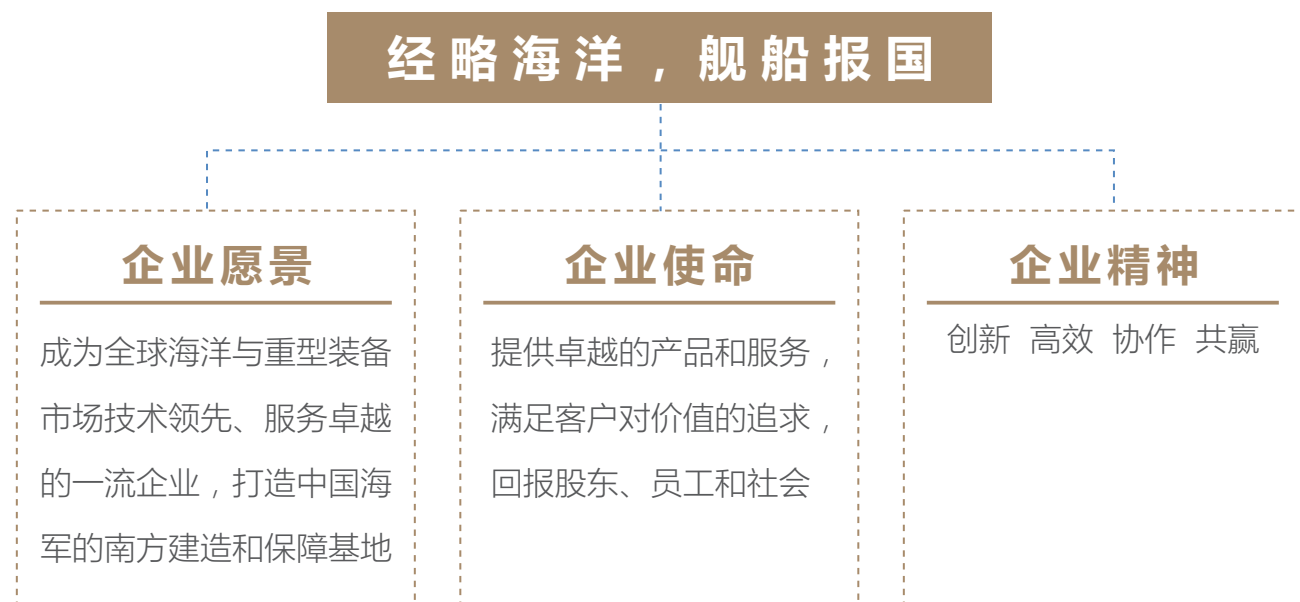 经略海洋，舰船报国
企业愿景
成为全球海洋与重型装备
市场技术领先、服务卓越
的一流企业，打造中国海
军的南方建造和保障基地
企业使命
提供卓越的产品和服务，
满足客户对价值的追求，
回报股东、员工和社会
企业精神
创新 高效 协作 共赢